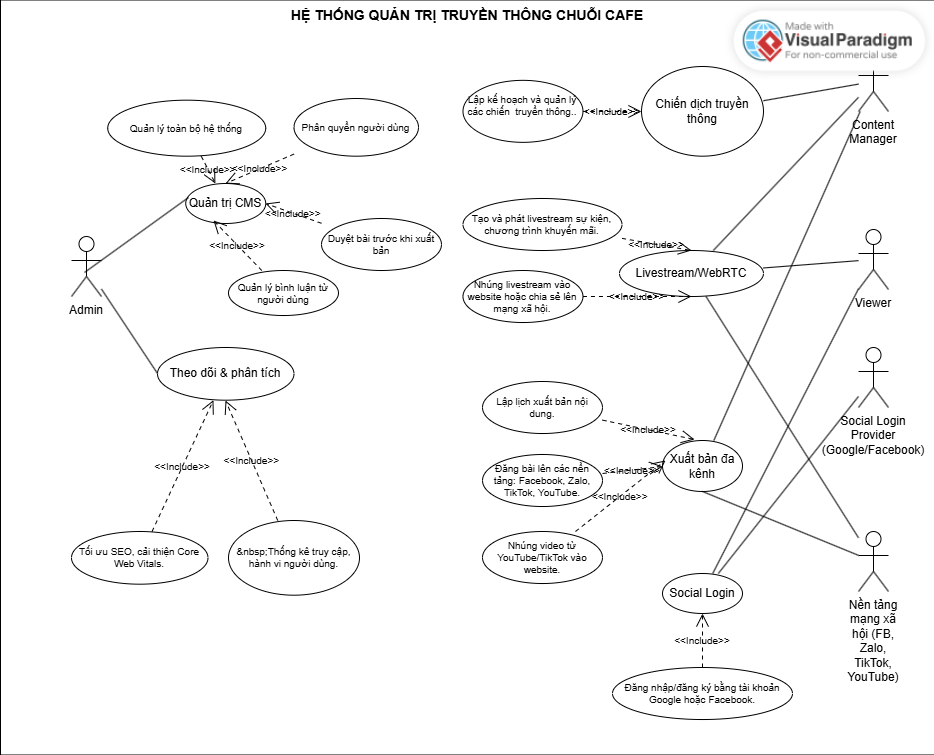 HỆ THỐNG QUẢN TRỊ TRUYỀN THÔNG CHUỖI CAFE
Made with
VisualParadigm
For non-commercial use
Quản lý toàn bộ hệ thống
Phân quyền người dùng
<<Include>>
<<Include>>
Quản trị CMS
<<Include>>
<<Include>>
Duyệt bài trước khi xuất
bản
Quản lý bình luận từ
người dùng
Admin
Theo dõi & phân tích
<<Include>>
<<Include>>
Tối ưu SEO, cải thiện Core
Web Vitals.
&nbsp;Thống kê truy cập,
hành vi người dùng.
Lập kế hoạch và quản lý
các chiến  truyền thông..
<<Include>>
Chiến dịch truyền
thông
Content
Manager
Tạo và phát livestream sự kiện,
chương trình khuyến mãi.
<<Include>>
Livestream/WebRTC
Nhúng livestream vào
website hoặc chia sẻ lên
mạng xã hội.
<<Include>>
Viewer
Social Login
Provider
(Google/Facebook)
Lập lịch xuất bản nội
dung.
<<Include>>
Xuất bản đa
kênh
Đăng bài lên các nền
tảng: Facebook, Zalo,
TikTok, YouTube.
<<Include>>
<<Include>>
Nhúng video từ
YouTube/TikTok vào
website.
Social Login
<<Include>>
Đăng nhập/đăng ký bằng tài khoản
Google hoặc Facebook.
Nền tảng
mạng xã
hội (FB,
Zalo,
TikTok,
YouTube)